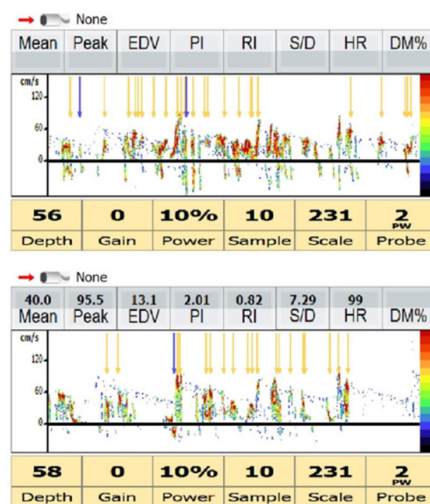 None
Mean Peak EDV PI RI S/D HR DM%
cm/s
120
60
0
56 0 10% 10 231 2
PW
Depth Gain Power Sample Scale Probe
None
40.0 95.5 13.1 2.01 0.82 7.29 99
Mean Peak EDV PI RI S/D HR DM%
cm/s
120
60
0
58 0 10% 10 231 2
PW
Depth Gain Power Sample Scale Probe